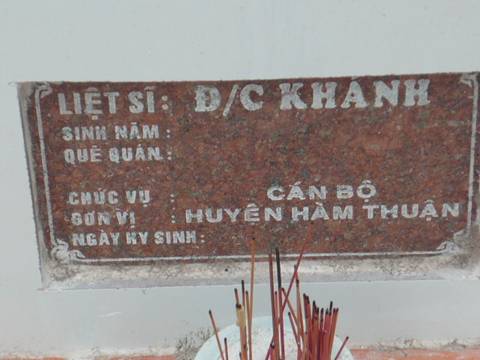 LIỆT SĨ: Đ/C KHÁNH
SINH NĂM :
QUÊ QUÁN :
CHỨC VỤ : CÁN BỘ
ĐƠN VỊ : HUYỆN HÀM THUẬN
NGÀY HY SINH: